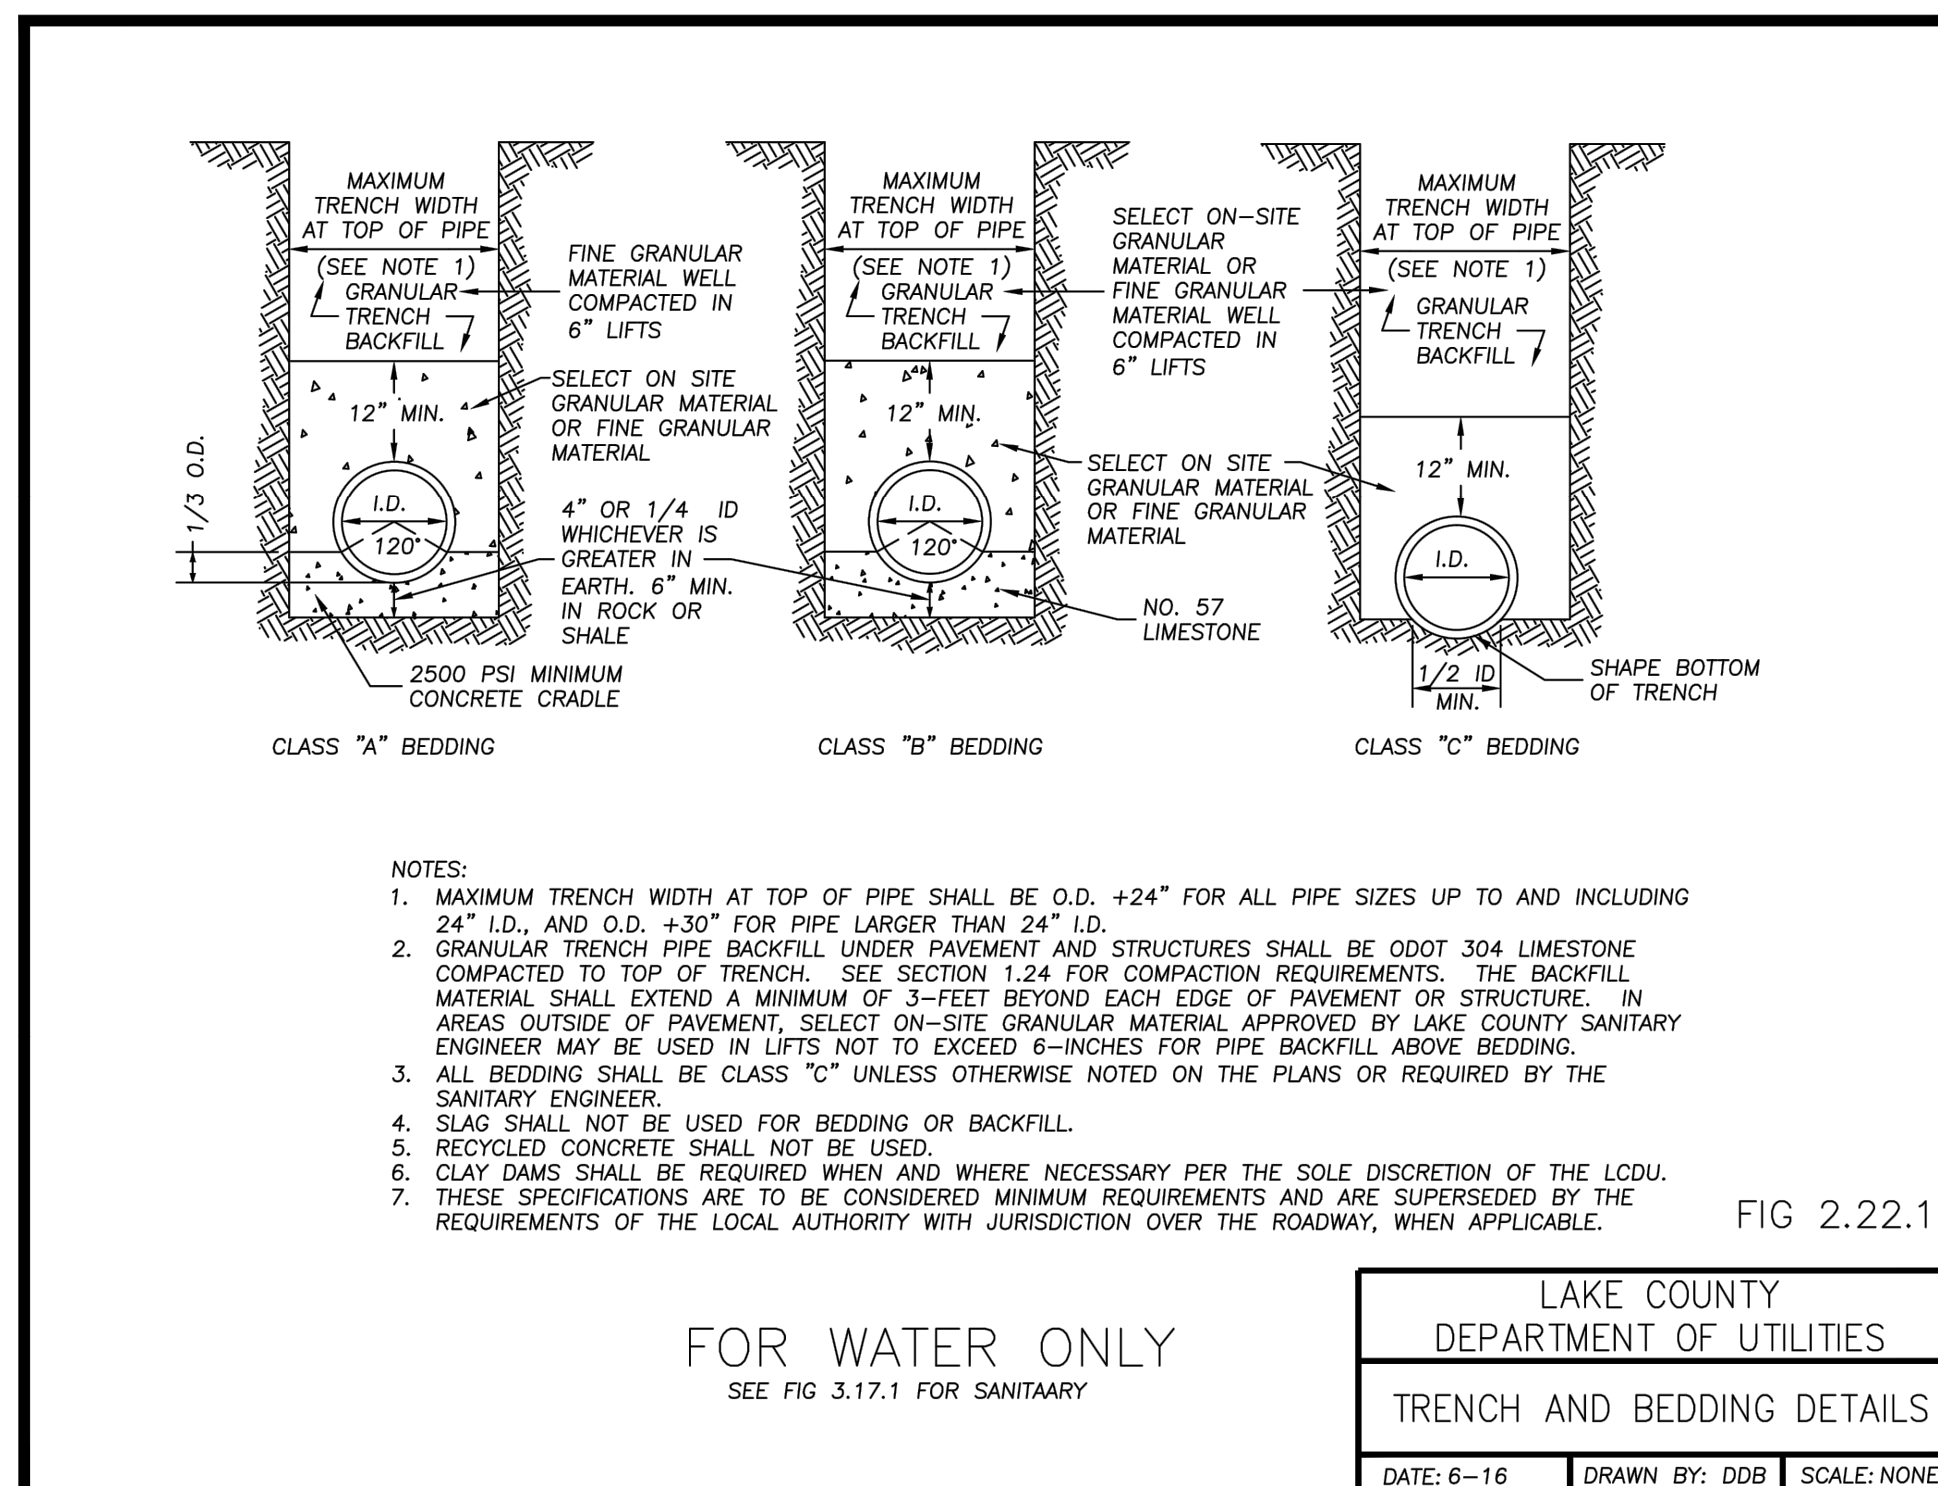 MAXIMUM
TRENCH WIDTH
AT TOP OF PIPE
(SEE NOTE 1)
GRANULAR
TRENCH
BACKFILL
12" MIN.
I.D.
120°
1/3 O.D.
FINE GRANULAR
MATERIAL WELL
COMPACTED IN
6" LIFTS
SELECT ON SITE
GRANULAR MATERIAL
OR FINE GRANULAR
MATERIAL
4" OR 1/4 ID
WHICHEVER IS
GREATER IN
EARTH. 6" MIN.
IN ROCK OR
SHALE
2500 PSI MINIMUM
CONCRETE CRADLE
CLASS "A" BEDDING
MAXIMUM
TRENCH WIDTH
AT TOP OF PIPE
(SEE NOTE 1)
GRANULAR
TRENCH
BACKFILL
12" MIN.
I.D.
120°
SELECT ON-SITE
GRANULAR
MATERIAL OR
FINE GRANULAR
MATERIAL WELL
COMPACTED IN
6" LIFTS
SELECT ON SITE
GRANULAR MATERIAL
OR FINE GRANULAR
MATERIAL
NO. 57
LIMESTONE
CLASS "B" BEDDING
MAXIMUM
TRENCH WIDTH
AT TOP OF PIPE
(SEE NOTE 1)
GRANULAR
TRENCH
BACKFILL
12" MIN.
I.D.
1/2 ID
MIN.
SHAPE BOTTOM
OF TRENCH
CLASS "C" BEDDING
NOTES:
1. MAXIMUM TRENCH WIDTH AT TOP OF PIPE SHALL BE O.D. +24" FOR ALL PIPE SIZES UP TO AND INCLUDING
24" I.D., AND O.D. +30" FOR PIPE LARGER THAN 24" I.D.
2. GRANULAR TRENCH PIPE BACKFILL UNDER PAVEMENT AND STRUCTURES SHALL BE ODOT 304 LIMESTONE
COMPACTED TO TOP OF TRENCH. SEE SECTION 1.24 FOR COMPACTION REQUIREMENTS. THE BACKFILL
MATERIAL SHALL EXTEND A MINIMUM OF 3-FEET BEYOND EACH EDGE OF PAVEMENT OR STRUCTURE. IN
AREAS OUTSIDE OF PAVEMENT, SELECT ON-SITE GRANULAR MATERIAL APPROVED BY LAKE COUNTY SANITARY
ENGINEER MAY BE USED IN LIFTS NOT TO EXCEED 6-INCHES FOR PIPE BACKFILL ABOVE BEDDING.
3. ALL BEDDING SHALL BE CLASS "C" UNLESS OTHERWISE NOTED ON THE PLANS OR REQUIRED BY THE
SANITARY ENGINEER.
4. SLAG SHALL NOT BE USED FOR BEDDING OR BACKFILL.
5. RECYCLED CONCRETE SHALL NOT BE USED.
6. CLAY DAMS SHALL BE REQUIRED WHEN AND WHERE NECESSARY PER THE SOLE DISCRETION OF THE LCDU.
7. THESE SPECIFICATIONS ARE TO BE CONSIDERED MINIMUM REQUIREMENTS AND ARE SUPERSEDED BY THE
REQUIREMENTS OF THE LOCAL AUTHORITY WITH JURISDICTION OVER THE ROADWAY, WHEN APPLICABLE.
FIG 2.22.1
FOR WATER ONLY
SEE FIG 3.17.1 FOR SANITAARY
LAKE COUNTY
DEPARTMENT OF UTILITIES
TRENCH AND BEDDING DETAILS
DATE: 6-16
DRAWN BY: DDB
SCALE: NONE